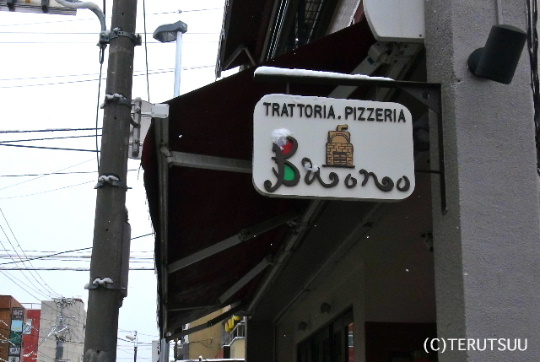 TRATTORIA. PIZZERIA
Buono
(C)TERUTSUU